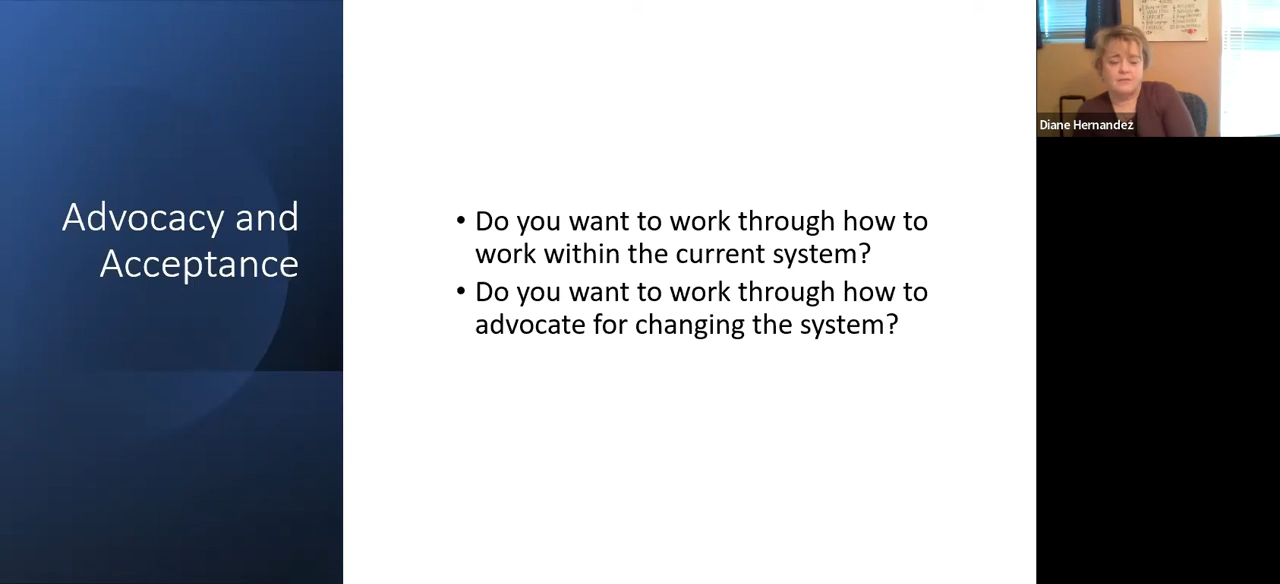 Advocacy and
Acceptance
• Do you want to work through how to
work within the current system?
• Do you want to work through how to
advocate for changing the system?
Diane Hernandez